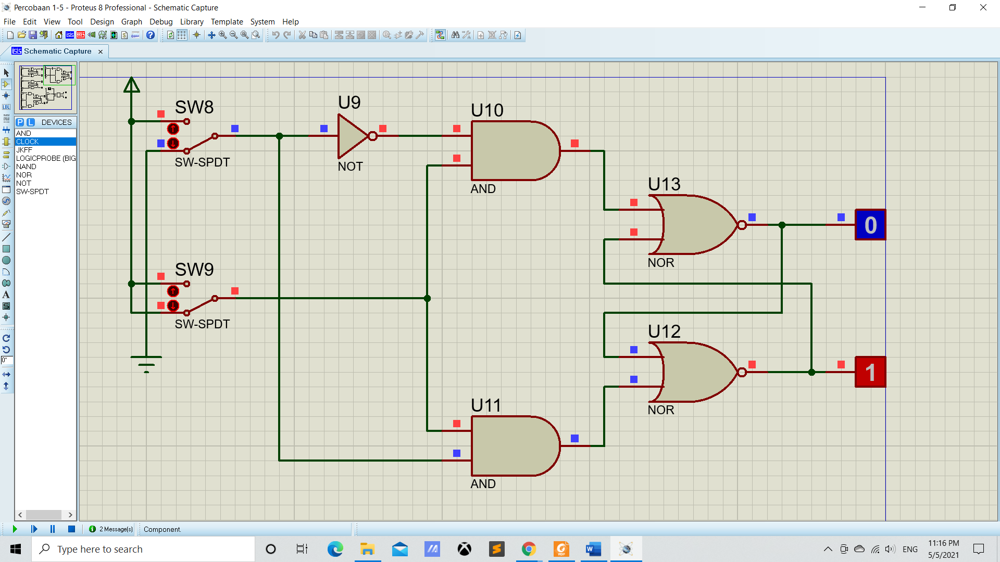 Percobaan 1-5 - Proteus 8 Professional - Schematic Capture
File Edit View Tool Design Graph Debug Library Template System Help
Schematic Capture
P L DEVICES
AND
CLOCK
JKFF
LOGICPROBE (BIG
NAND
NOR
NOT
SW-SPDT
LBL
A
S
0°
SW8
SW-SPDT
U9
NOT
U10
AND
U13
NOR
0
SW9
SW-SPDT
U12
NOR
1
U11
AND
2 Message(s) Component.
Type here to search
ENG
11:16 PM
5/5/2021